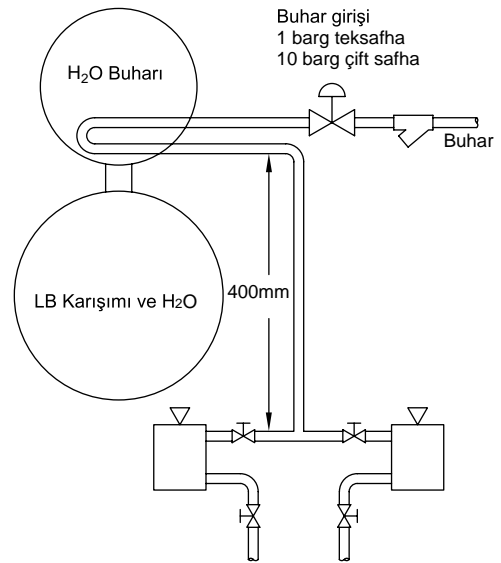 Buhar girişi
1 barg teksafha
10 barg çift safha
H₂O Buharı
Buhar
400mm
LB Karışımı ve H₂O